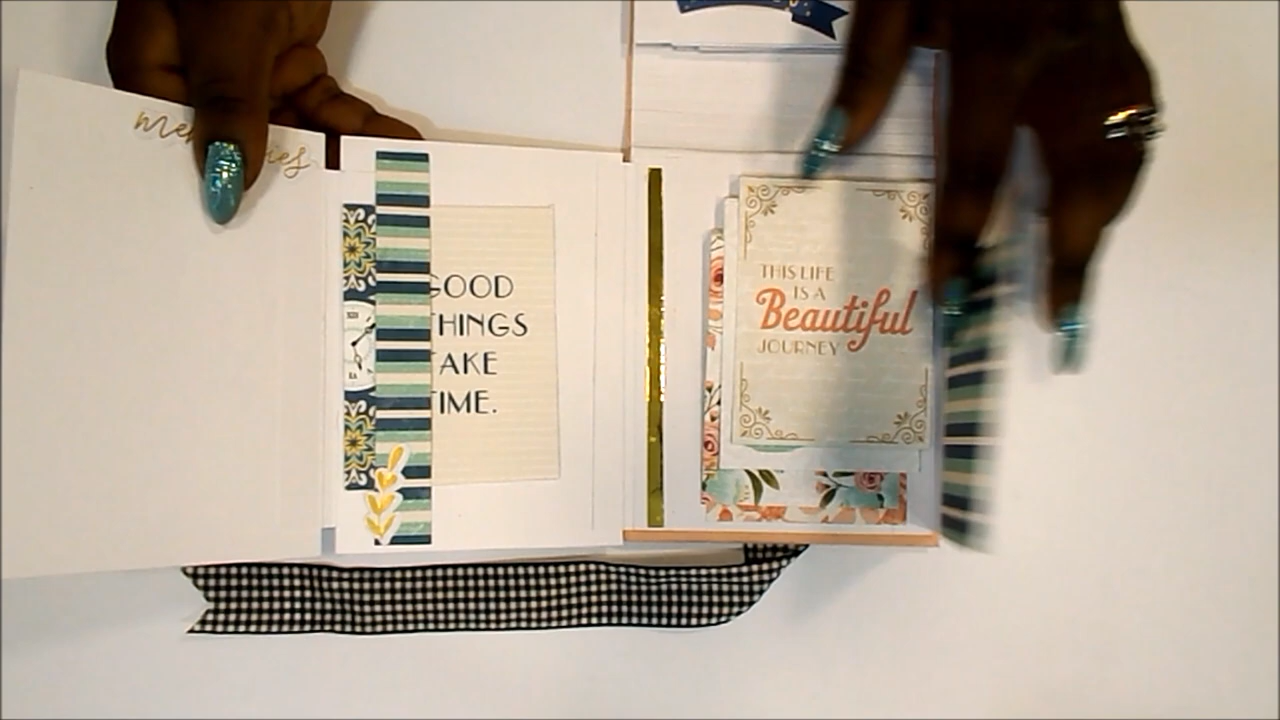 GOOD
THINGS
TAKE
TIME.
THIS LIFE
IS A
Beautiful
JOURNEY